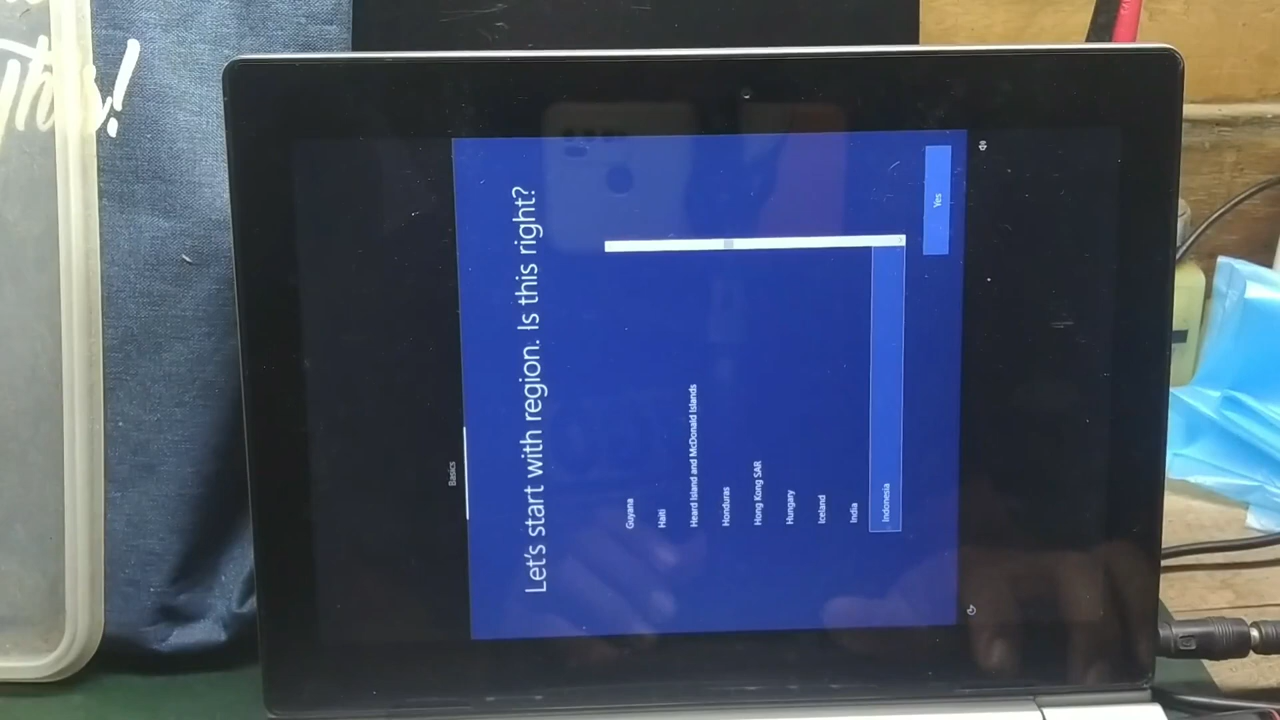 Basics
Let's start with region. Is this right?
Guyana
Haiti
Heard Island and McDonald Islands
Honduras
Hong Kong SAR
Hungary
Iceland
India
Indonesia
Yes